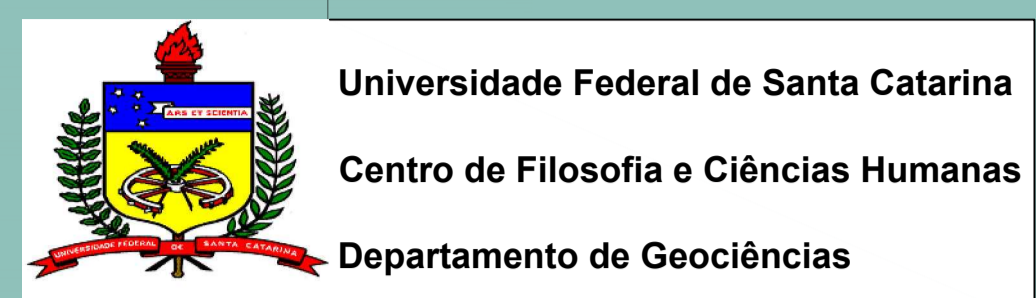 ARS ET SCIENTIA
UNIVERSIDADE FEDERAL DE SANTA CATARINA
Universidade Federal de Santa Catarina
Centro de Filosofia e Ciências Humanas
Departamento de Geociências